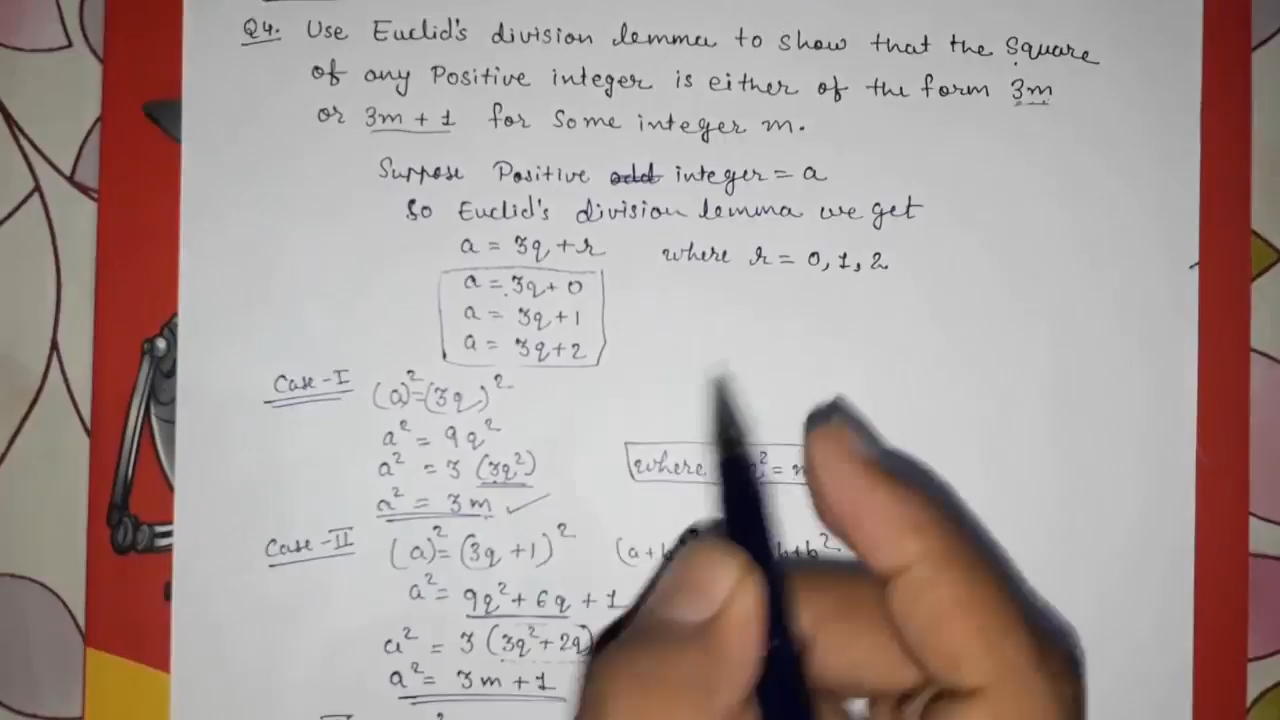 Q4. Use Euclid's division lemma to show that the Square
of any Positive integer is either of the form 3m
or 3m + 1 for Some integer m.
Suppose Positive odd integer = a
So Euclid's division lemma we get
a = 3q + r where r = 0, 1, 2
a = 3q + 0
a = 3q + 1
a = 3q + 2
Case - I (a)² = (3q)²
a² = 9q²
a² = 3 (3q²) where q² =
a² = 3m ✓
Case - II (a)² = (3q + 1)² (a+b b+b²
a² = 9q² + 6q + 1
a² = 3 (3q² + 2q)
a² = 3m + 1